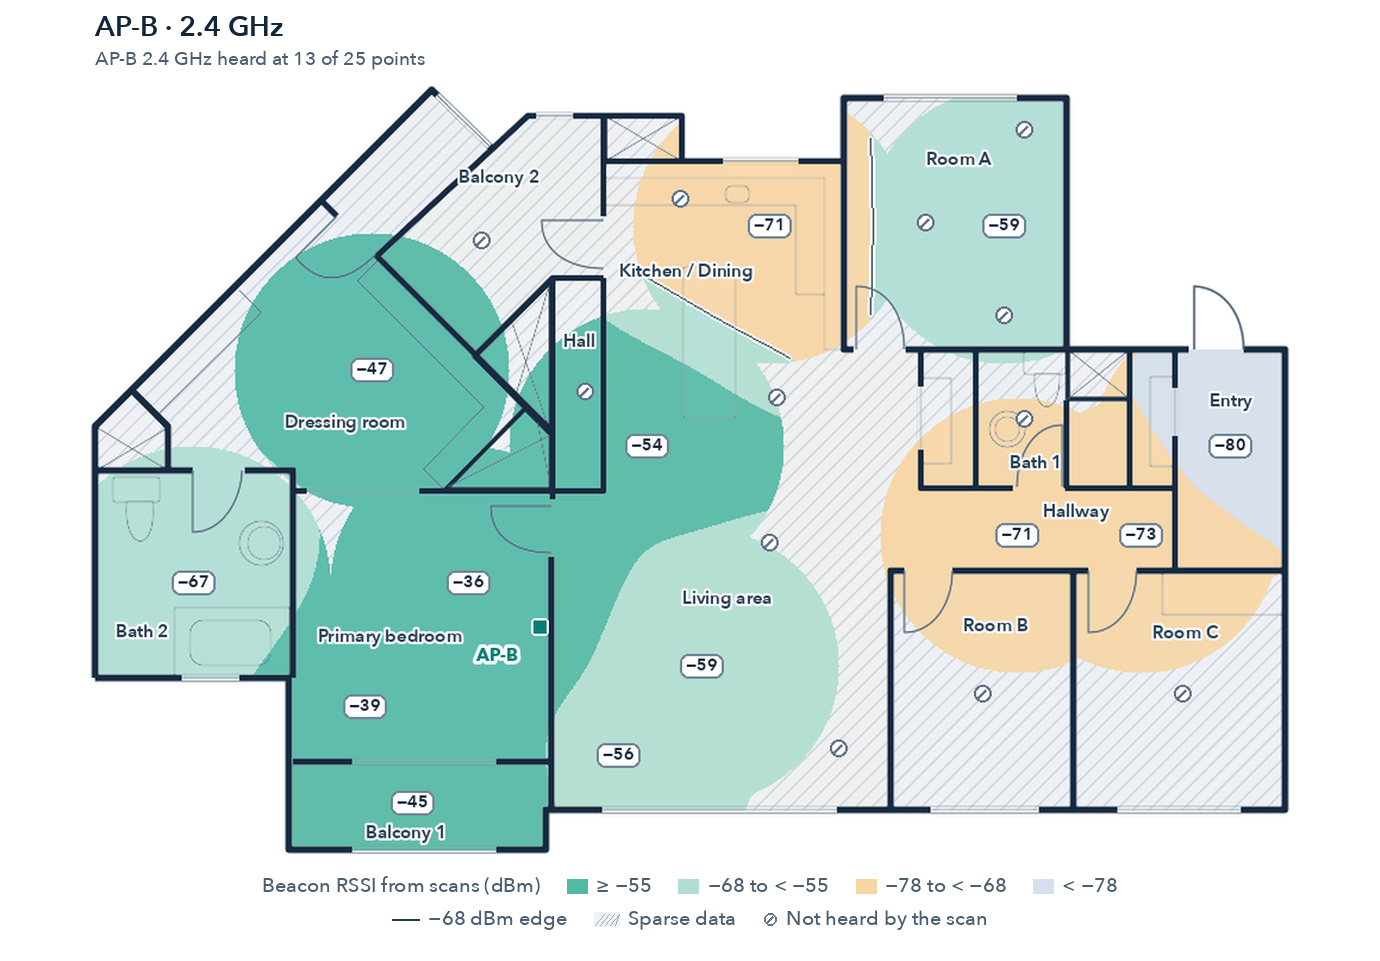 AP-B · 2.4 GHz
AP-B 2.4 GHz heard at 13 of 25 points
Room A
Balcony 2
−71
−59
Kitchen / Dining
Hall
−47
Entry
Dressing room
−54
−80
Bath 1
Hallway
−71
−73
−67
−36
Living area
Bath 2
Primary bedroom
AP-B
Room B
Room C
−59
−39
−56
−45
Balcony 1
Beacon RSSI from scans (dBm)
≥ −55
−68 to < −55
−78 to < −68
< −78
−68 dBm edge
Sparse data
Not heard by the scan